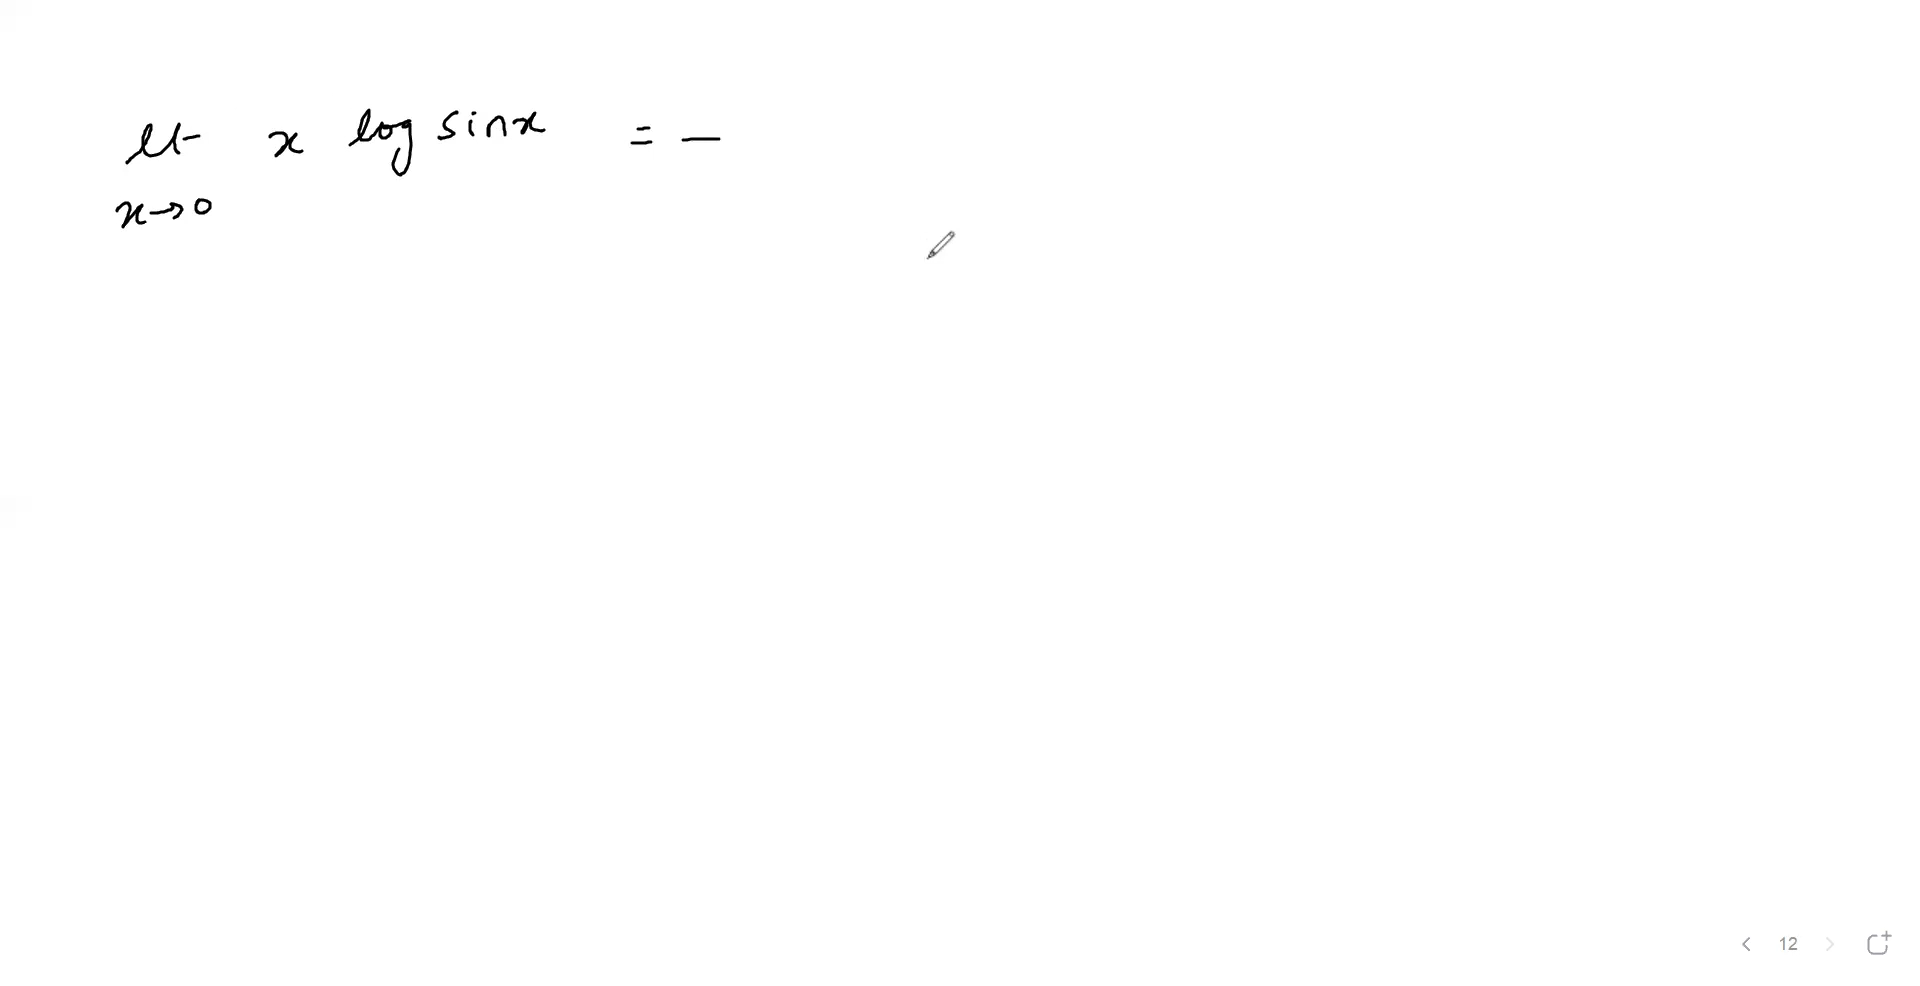 lt x log sinx = —
x→0
12